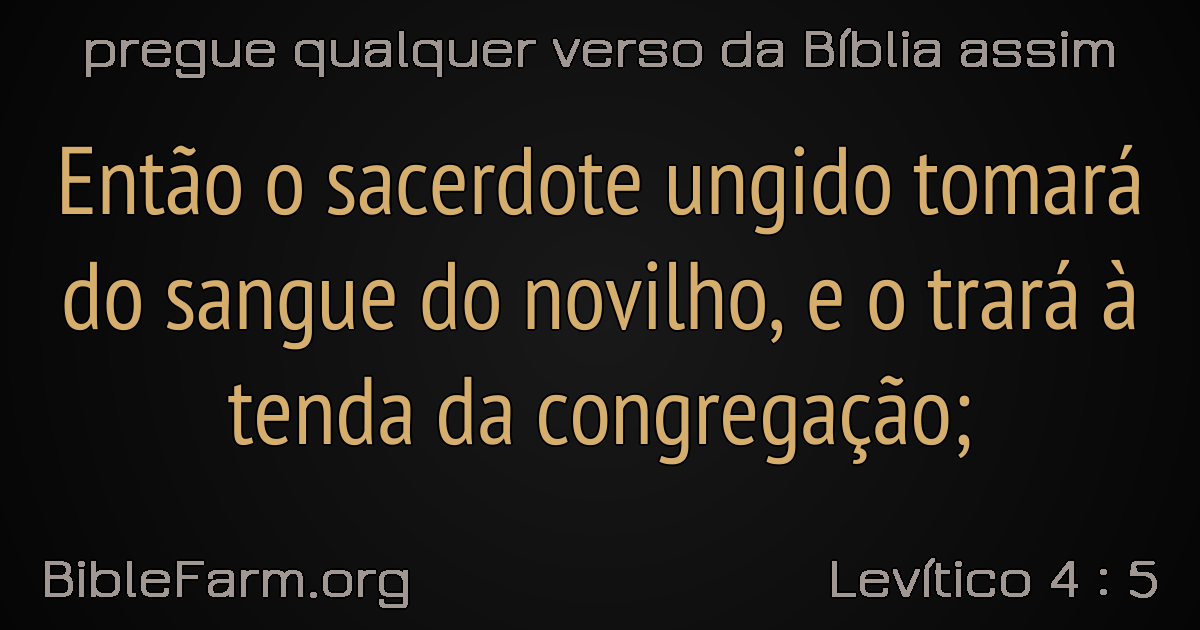 pregue qualquer verso da Bíblia assim
Então o sacerdote ungido tomará
do sangue do novilho, e o trará à
tenda da congregação;
BibleFarm.org
Levítico 4 : 5